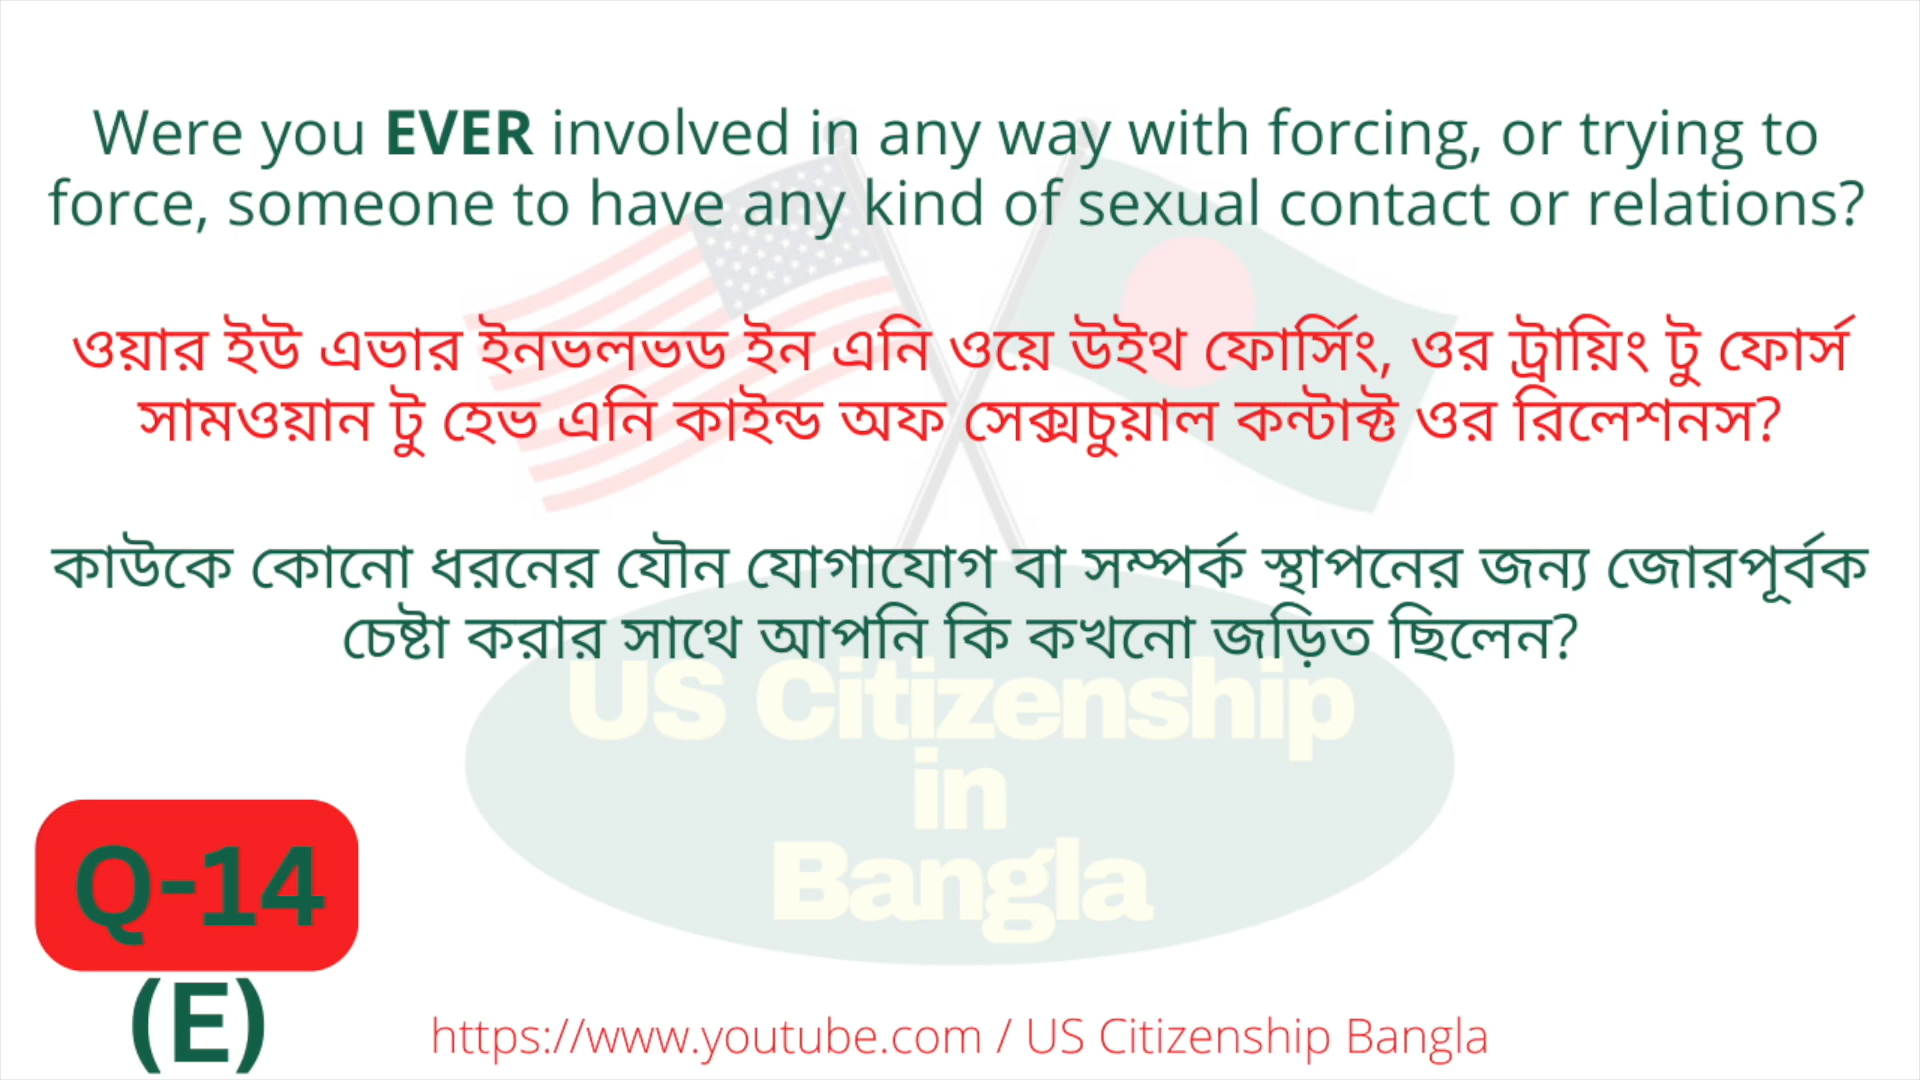 Were you EVER involved in any way with forcing, or trying to
force, someone to have any kind of sexual contact or relations?
ওয়ার ইউ এভার ইনভলভড ইন এনি ওয়ে উইথ ফোর্সিং, ওর ট্রায়িং টু ফোর্স
সামওয়ান টু হেভ এনি কাইন্ড অফ সেক্সচুয়াল কন্টাক্ট ওর রিলেশনস?
কাউকে কোনো ধরনের যৌন যোগাযোগ বা সম্পর্ক স্থাপনের জন্য জোরপূর্বক
চেষ্টা করার সাথে আপনি কি কখনো জড়িত ছিলেন?
US Citizenship
in
Bangla
Q-14
(E)
https://www.youtube.com / US Citizenship Bangla